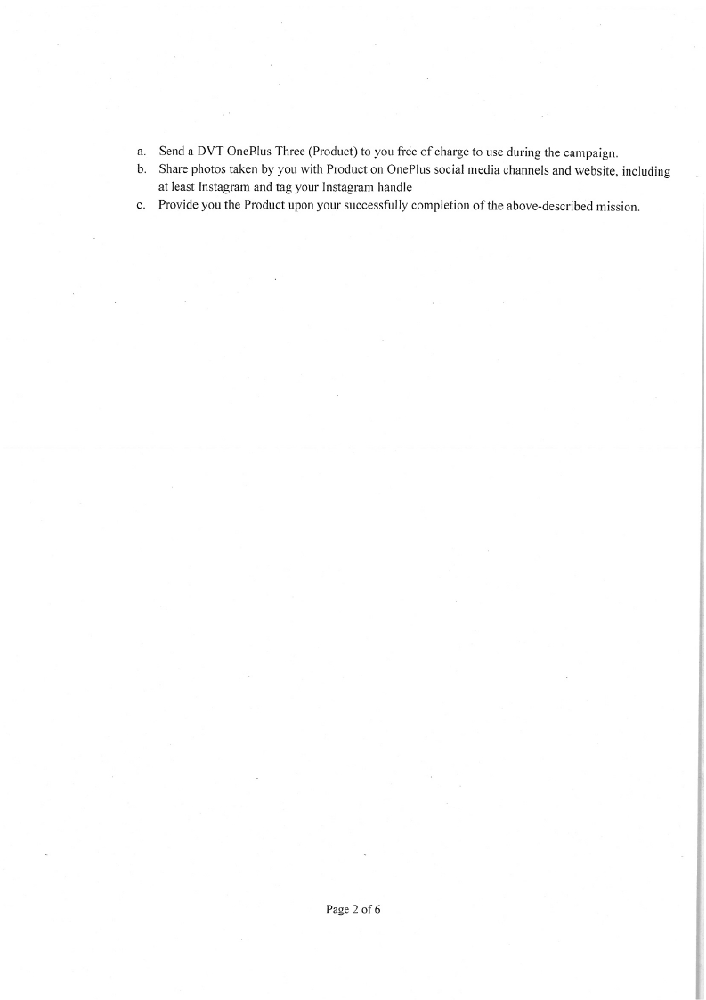 a. Send a DVT OnePlus Three (Product) to you free of charge to use during the campaign.
b. Share photos taken by you with Product on OnePlus social media channels and website, including
at least Instagram and tag your Instagram handle
c. Provide you the Product upon your successfully completion of the above-described mission.
Page 2 of 6